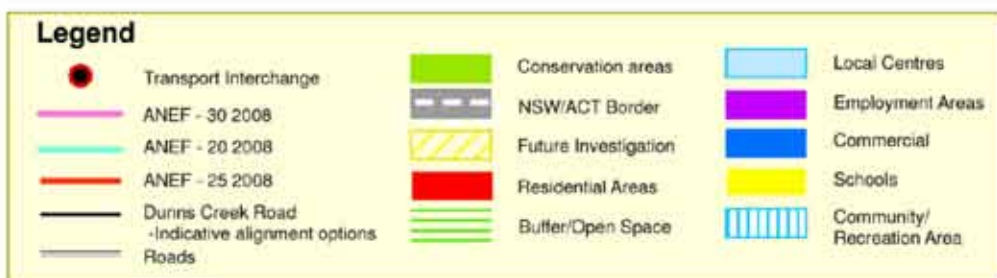 Legend
Transport Interchange
ANEF - 30 2008
ANEF - 20 2008
ANEF - 25 2008
Dunns Creek Road
-Indicative alignment options
Roads
Conservation areas
NSW/ACT Border
Future Investigation
Residential Areas
Buffer/Open Space
Local Centres
Employment Areas
Commercial
Schools
Community/
Recreation Area